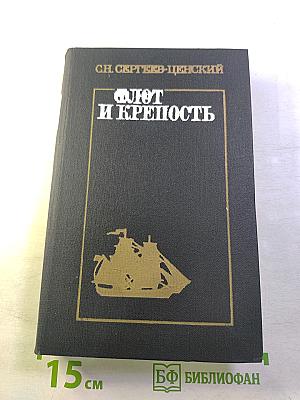 С.Н. СЕРГЕЕВ-ЦЕНСКИЙ
ФЛОТ
И КРЕПОСТЬ
15 см
БФ БИБЛИОФАН